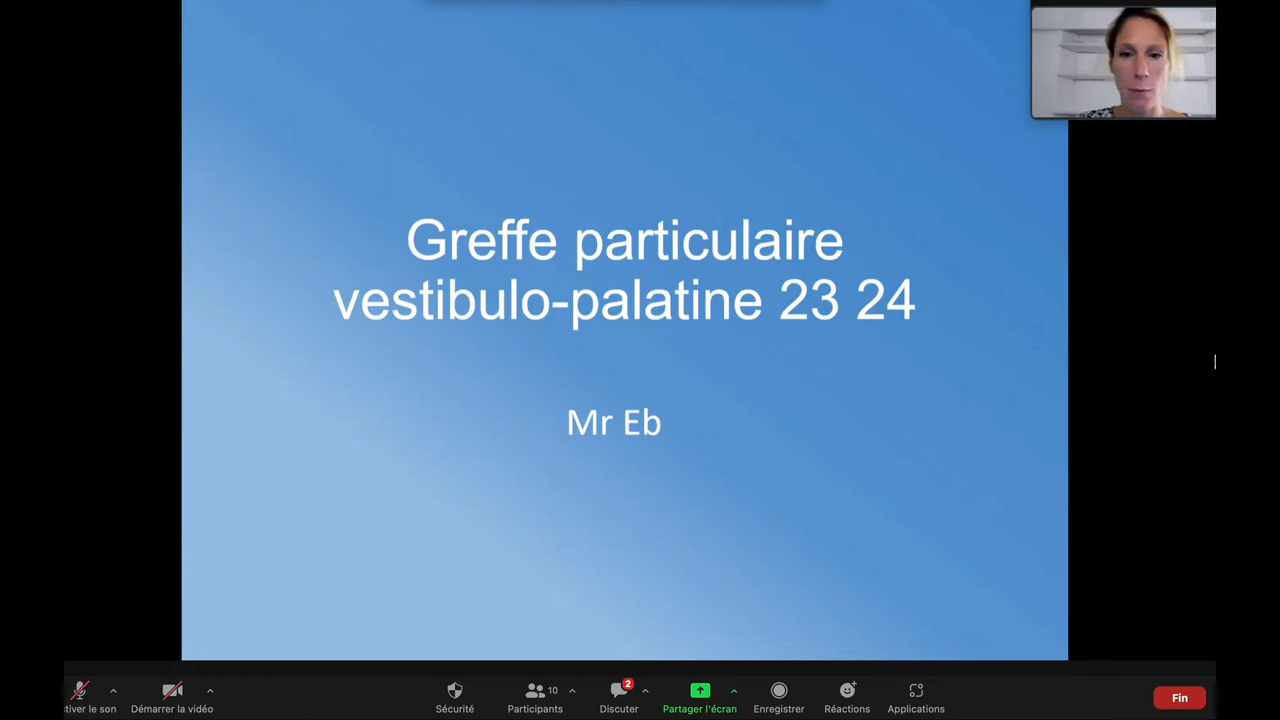 Greffe particulaire
vestibulo-palatine 23 24
Mr Eb
10
2
ctiver le son
Démarrer la vidéo
Sécurité
Participants
Discuter
Partager l'écran
Enregistrer
Réactions
Applications
Fin